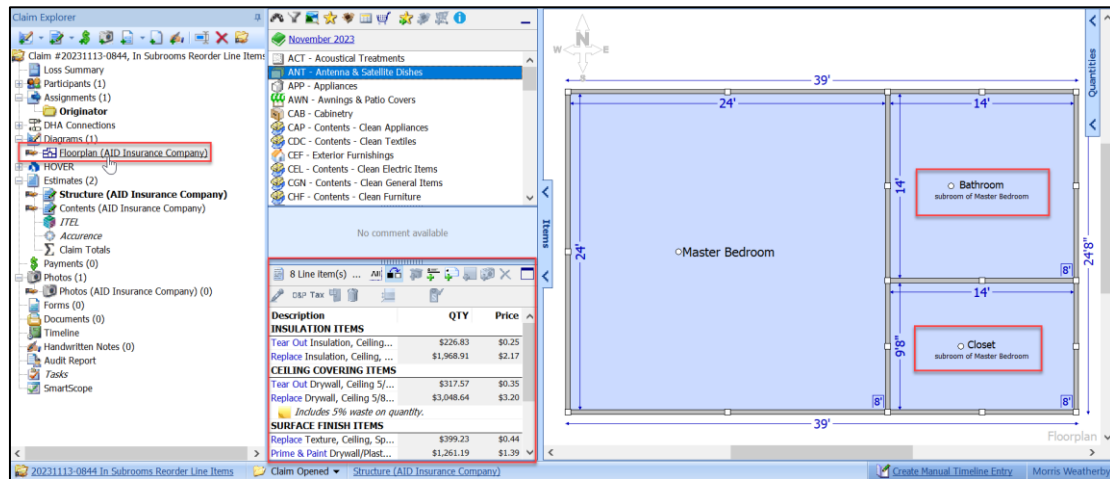 Claim Explorer
Claim #20231113-0844, In Subrooms Reorder Line Items
Loss Summary
Participants (1)
Assignments (1)
Originator
DHA Connections
Diagrams (1)
Floorplan (AID Insurance Company)
HOVER
Estimates (2)
Structure (AID Insurance Company)
Contents (AID Insurance Company)
ITEL
Accurence
Claim Totals
Payments (0)
Photos (1)
Photos (AID Insurance Company) (0)
Forms (0)
Documents (0)
Timeline
Handwritten Notes (0)
Audit Report
Tasks
SmartScope
November 2023
ACT - Acoustical Treatments
ANT - Antenna & Satellite Dishes
APP - Appliances
AWN - Awnings & Patio Covers
CAB - Cabinetry
CAP - Contents - Clean Appliances
CDC - Contents - Clean Textiles
CEF - Exterior Furnishings
CEL - Contents - Clean Electric Items
CGN - Contents - Clean General Items
CHF - Contents - Clean Furniture
No comment available
8 Line item(s) ... All
O&P Tax
Description QTY Price
INSULATION ITEMS
Tear Out Insulation, Ceiling... $226.83 $0.25
Replace Insulation, Ceiling, ... $1,968.91 $2.17
CEILING COVERING ITEMS
Tear Out Drywall, Ceiling 5/... $317.57 $0.35
Replace Drywall, Ceiling 5/8... $3,048.64 $3.20
Includes 5% waste on quantity.
SURFACE FINISH ITEMS
Replace Texture, Ceiling, Sp... $399.23 $0.44
Prime & Paint Drywall/Plast... $1,261.19 $1.39
Items
N
W E
S
39'
24'
14'
24'
Master Bedroom
8'
14'
Bathroom
subroom of Master Bedroom
8'
14'
9'8"
Closet
subroom of Master Bedroom
8'
24'8"
39'
Floorplan
Quantities
20231113-0844 In Subrooms Reorder Line Items
Claim Opened
Structure (AID Insurance Company)
Create Manual Timeline Entry
Morris Weatherby